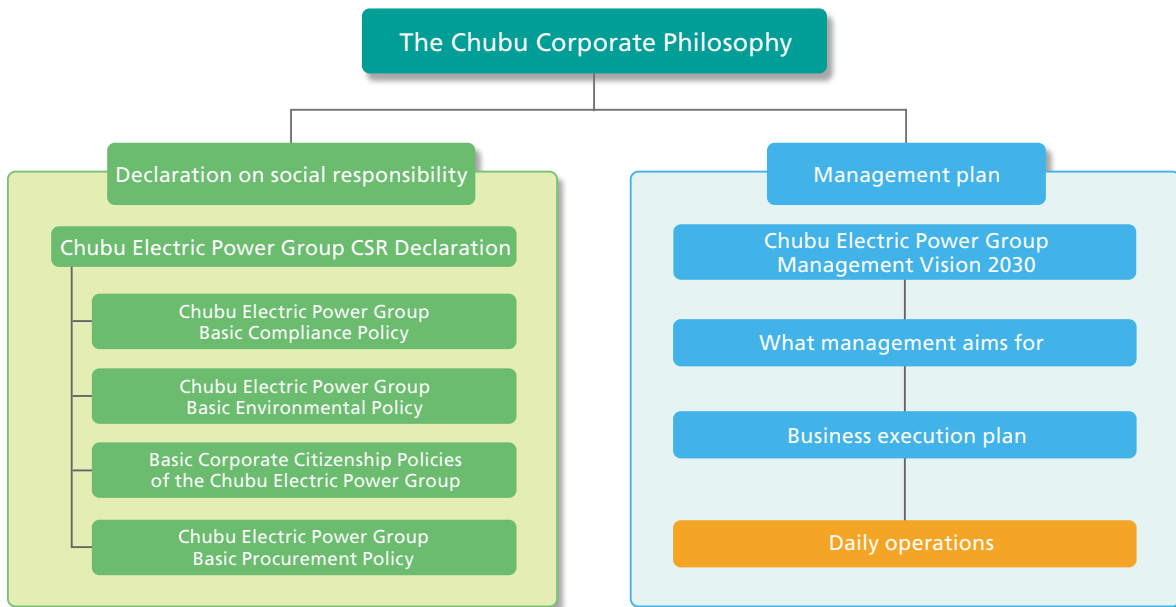 The Chubu Corporate Philosophy
Declaration on social responsibility
Chubu Electric Power Group CSR Declaration
Chubu Electric Power Group
Basic Compliance Policy
Chubu Electric Power Group
Basic Environmental Policy
Basic Corporate Citizenship Policies
of the Chubu Electric Power Group
Chubu Electric Power Group
Basic Procurement Policy
Management plan
Chubu Electric Power Group
Management Vision 2030
What management aims for
Business execution plan
Daily operations